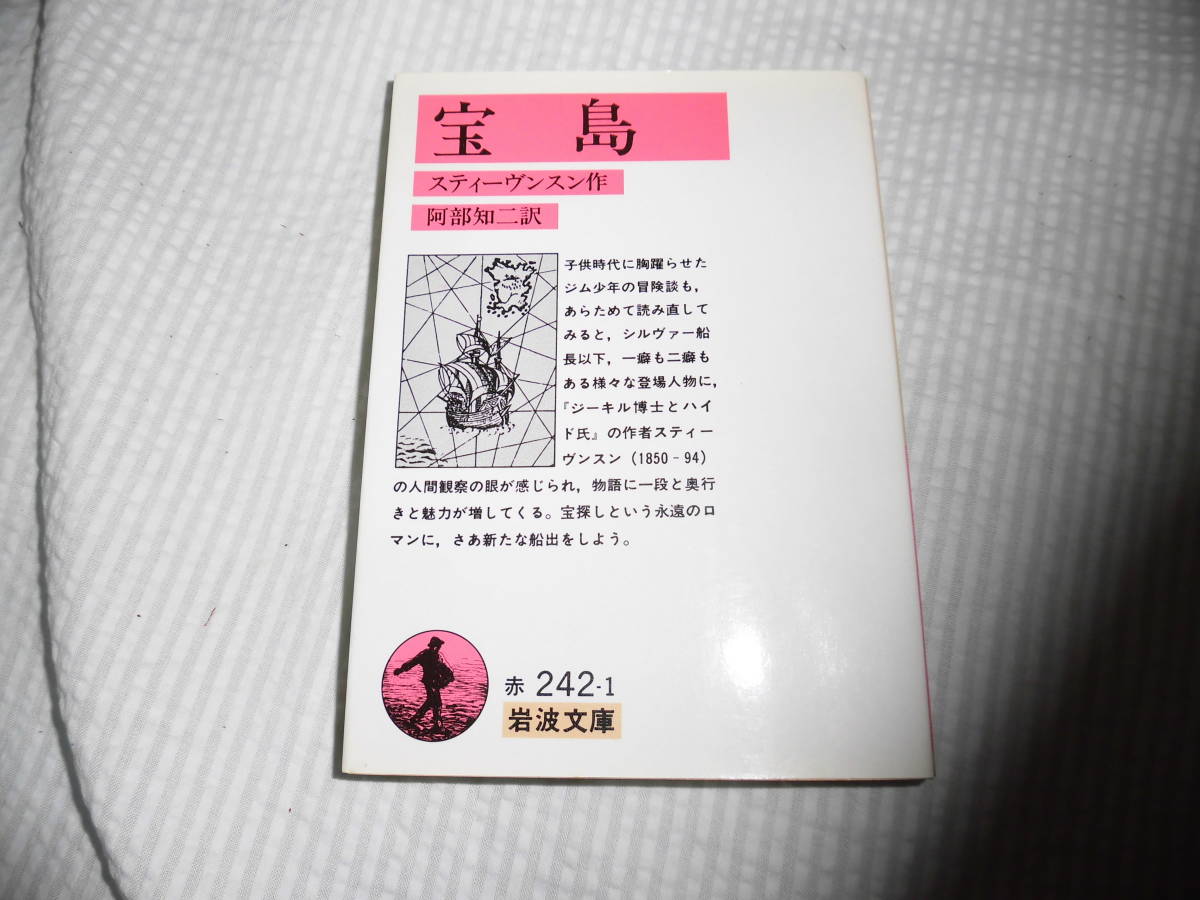 宝島
スティーヴンスン作
阿部知二訳
子供時代に胸躍らせた
ジム少年の冒険談も,
あらためて読み直して
みると,シルヴァー船
長以下,一癖も二癖も
ある様々な登場人物に,
『ジーキル博士とハイ
ド氏』の作者スティー
ヴンスン(1850-94)
の人間観察の眼が感じられ,物語に一段と奥行
きと魅力が増してくる。宝探しという永遠のロ
マンに,さあ新たな船出をしよう。
赤 242-1
岩波文庫